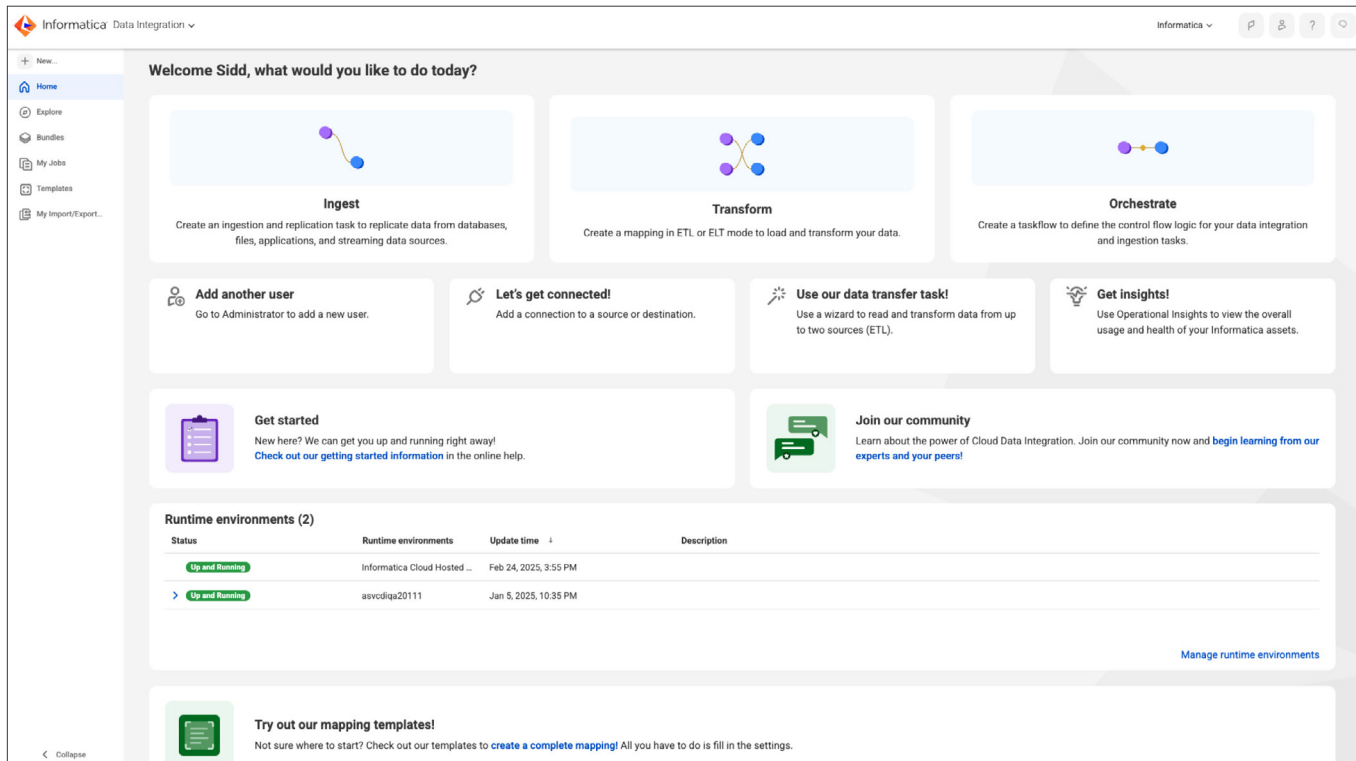 Informatica Data Integration
Informatica
?
New...
Home
Explore
Bundles
My Jobs
Templates
My Import/Export...
Collapse
Welcome Sidd, what would you like to do today?
Ingest
Create an ingestion and replication task to replicate data from databases,
files, applications, and streaming data sources.
Transform
Create a mapping in ETL or ELT mode to load and transform your data.
Orchestrate
Create a taskflow to define the control flow logic for your data integration
and ingestion tasks.
Add another user
Go to Administrator to add a new user.
Let's get connected!
Add a connection to a source or destination.
Use our data transfer task!
Use a wizard to read and transform data from up
to two sources (ETL).
Get insights!
Use Operational Insights to view the overall
usage and health of your Informatica assets.
Get started
New here? We can get you up and running right away!
Check out our getting started information in the online help.
Join our community
Learn about the power of Cloud Data Integration. Join our community now and begin learning from our
experts and your peers!
Runtime environments (2)
Status Runtime environments Update time ↓ Description
Up and Running Informatica Cloud Hosted ... Feb 24, 2025, 3:55 PM
Up and Running asvcdiqa20111 Jan 5, 2025, 10:35 PM
Manage runtime environments
Try out our mapping templates!
Not sure where to start? Check out our templates to create a complete mapping! All you have to do is fill in the settings.